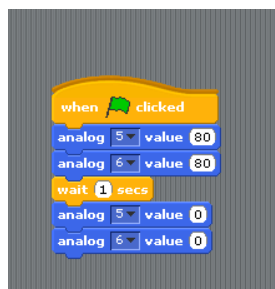 when clicked
analog 5 value 80
analog 6 value 80
wait 1 secs
analog 5 value 0
analog 6 value 0